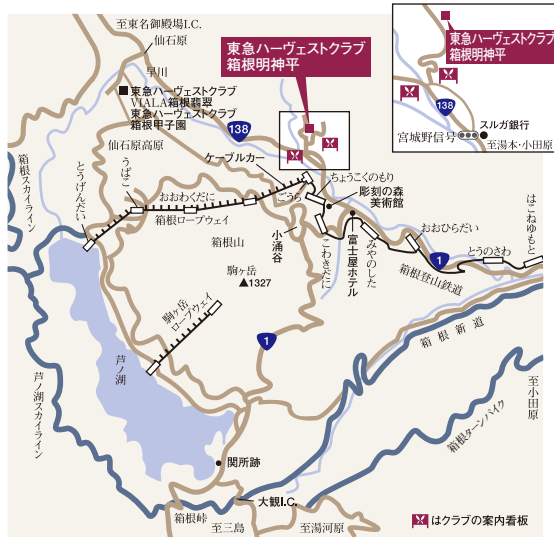 至東名御殿場I.C.
仙石原
早川
東急ハーヴェストクラブ
VIALA箱根翡翠
東急ハーヴェストクラブ
箱根甲子園
仙石原高原
東急ハーヴェストクラブ
箱根明神平
138
東急ハーヴェストクラブ
箱根明神平
138
宮城野信号
スルガ銀行
至湯本・小田原
ケーブルカー
ちょうこくのもり
彫刻の森
美術館
ごうら
おおわくだに
うばこ
とうげんだい
箱根スカイライン
箱根ロープウェイ
箱根山
小涌谷
こわきだに
富士屋
ホテル
みやのした
おおひらだい
とうのさわ
はこねゆもと
1
箱根登山鉄道
駒ヶ岳
▲1327
駒ヶ岳
ロープウェイ
1
箱根新道
芦ノ湖
芦ノ湖スカイライン
箱根ターンパイク
至小田原
関所跡
大観I.C.
箱根峠
至三島
至湯河原
はクラブの案内看板